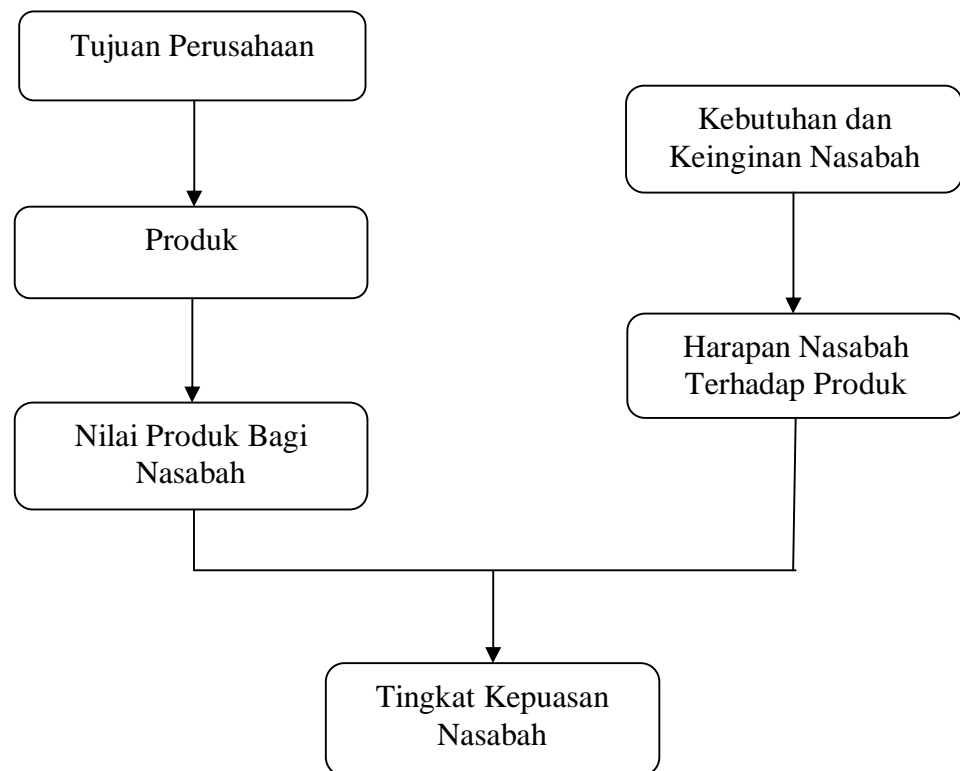 Tujuan Perusahaan
Kebutuhan dan
Keinginan Nasabah
Produk
Harapan Nasabah
Terhadap Produk
Nilai Produk Bagi
Nasabah
Tingkat Kepuasan
Nasabah